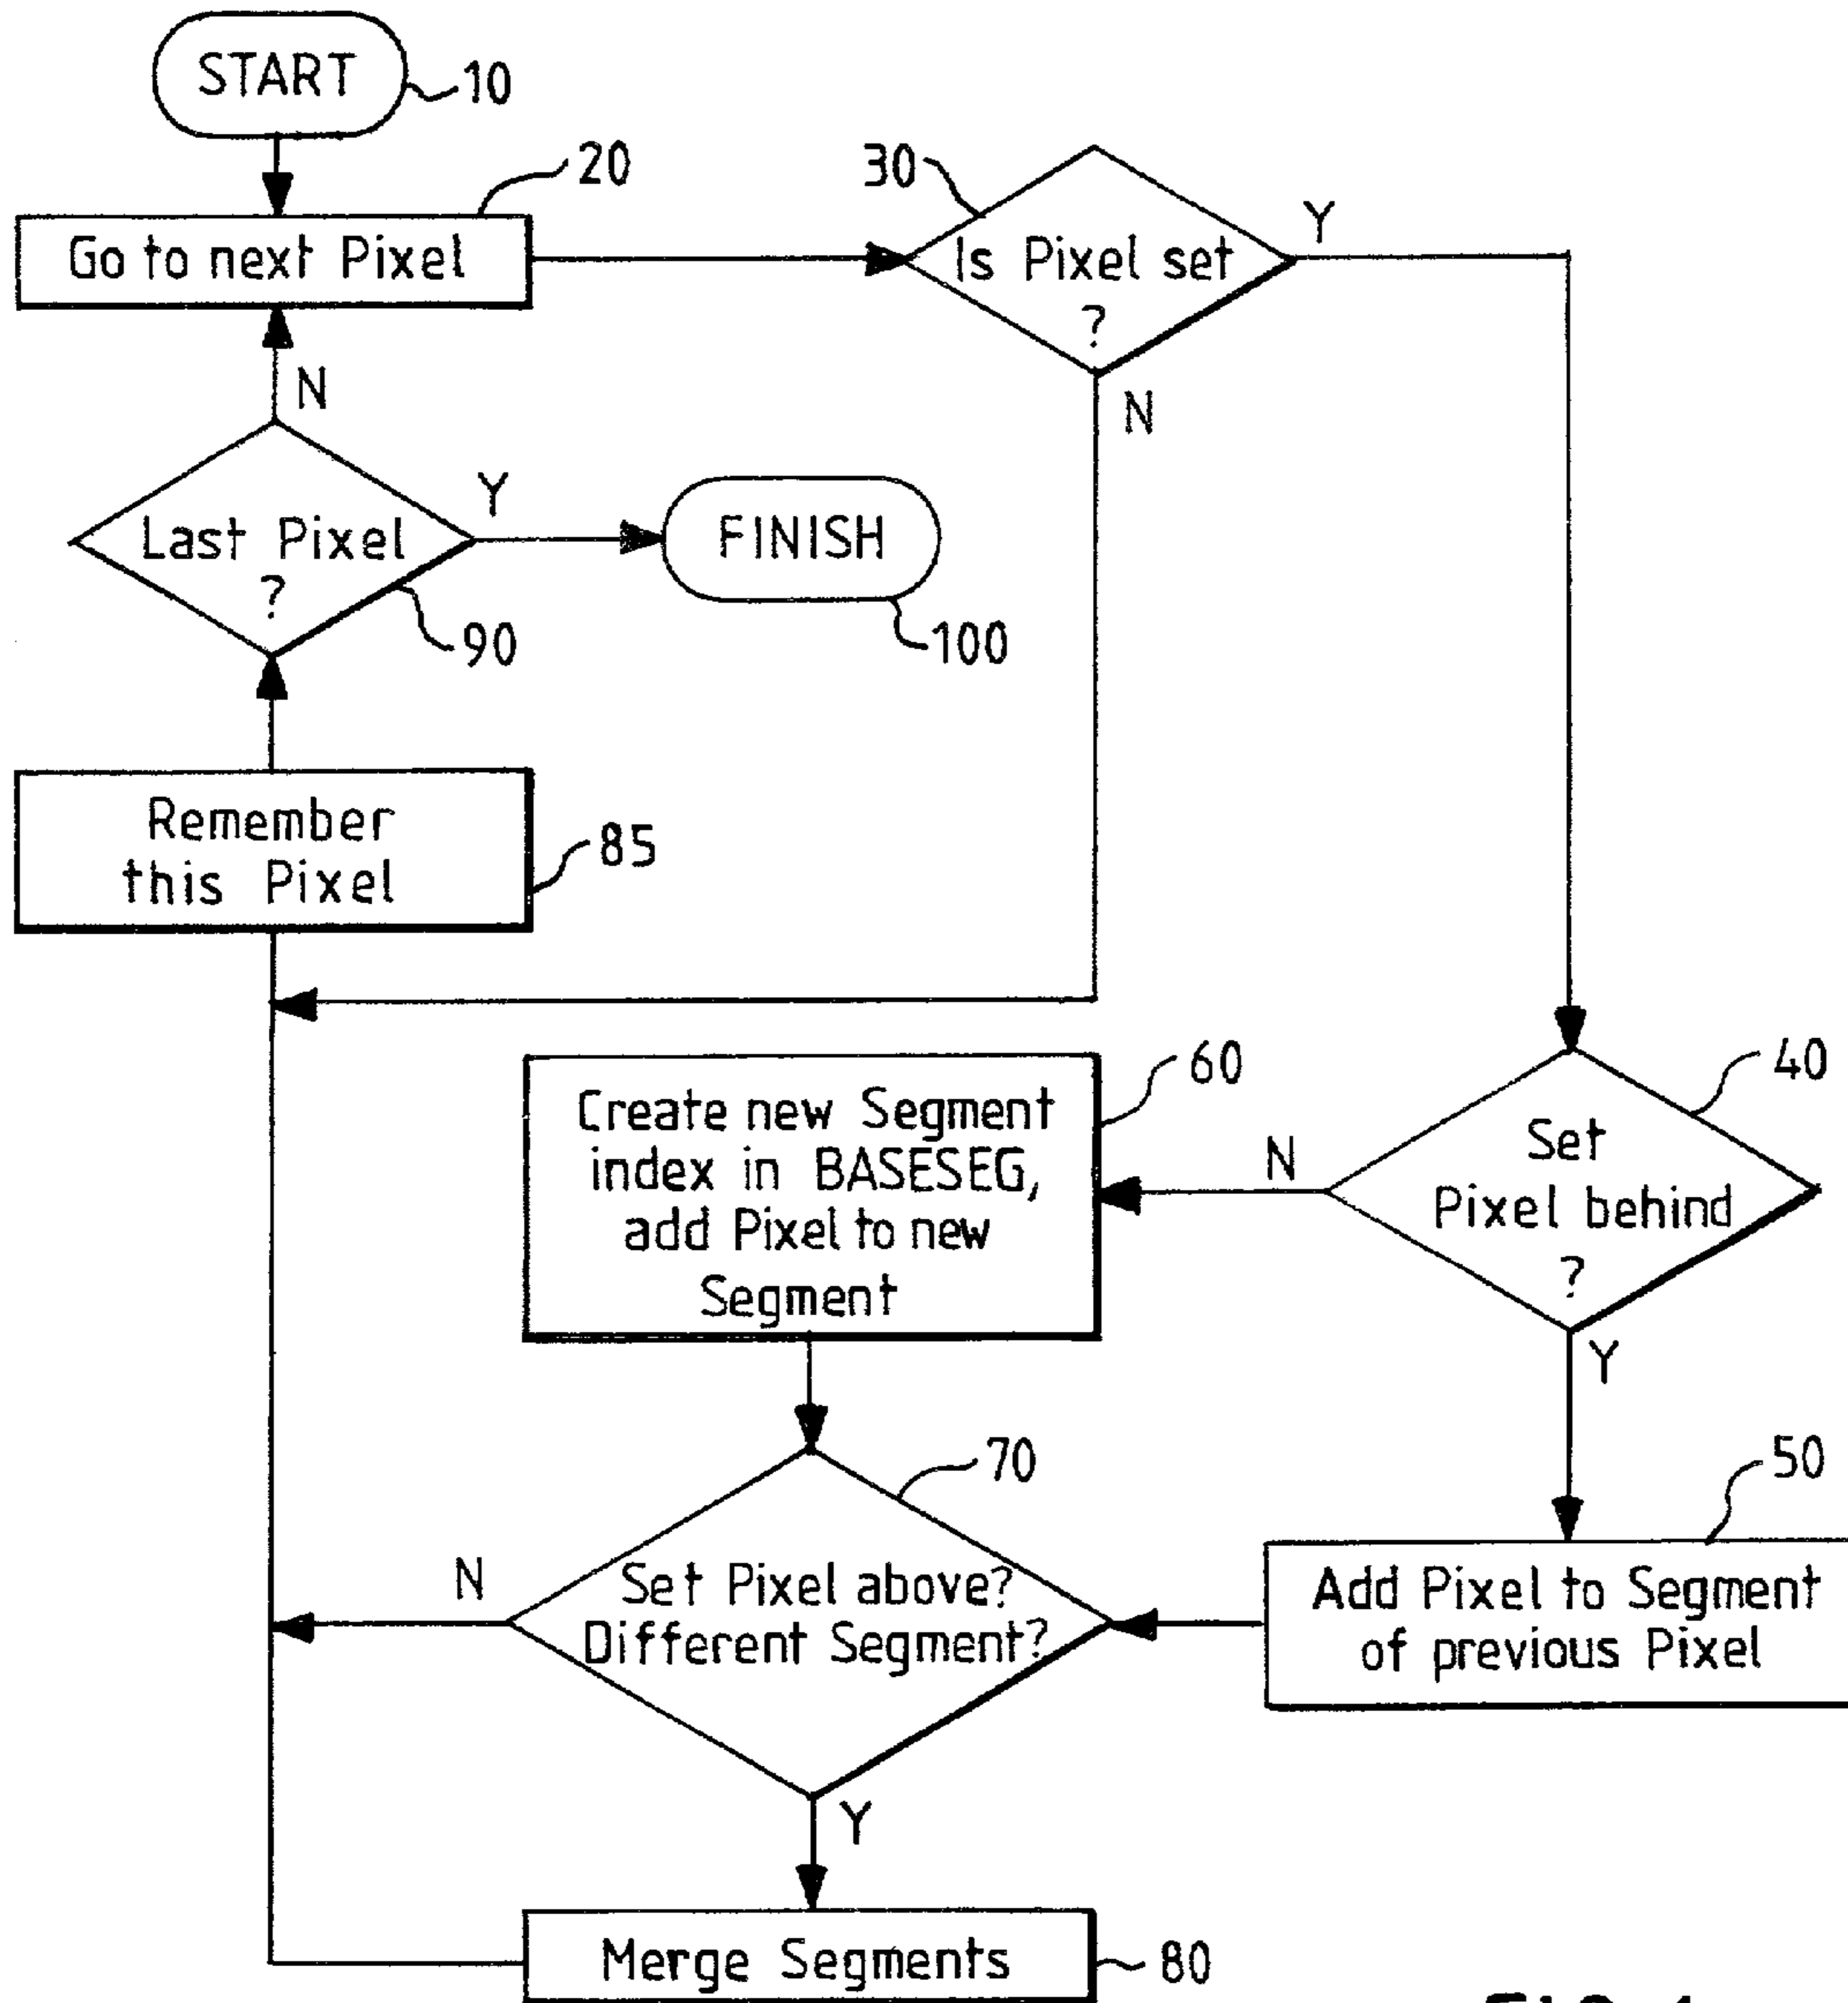 START
10
20
Go to next Pixel
30
Is Pixel set
?
Y
N
N
Last Pixel
?
Y
90
FINISH
100
Remember
this Pixel
85
40
Set
Pixel behind
?
N
Y
60
Create new Segment
index in BASESEG,
add Pixel to new
Segment
50
Add Pixel to Segment
of previous Pixel
70
Set Pixel above?
Different Segment?
N
Y
Merge Segments
80